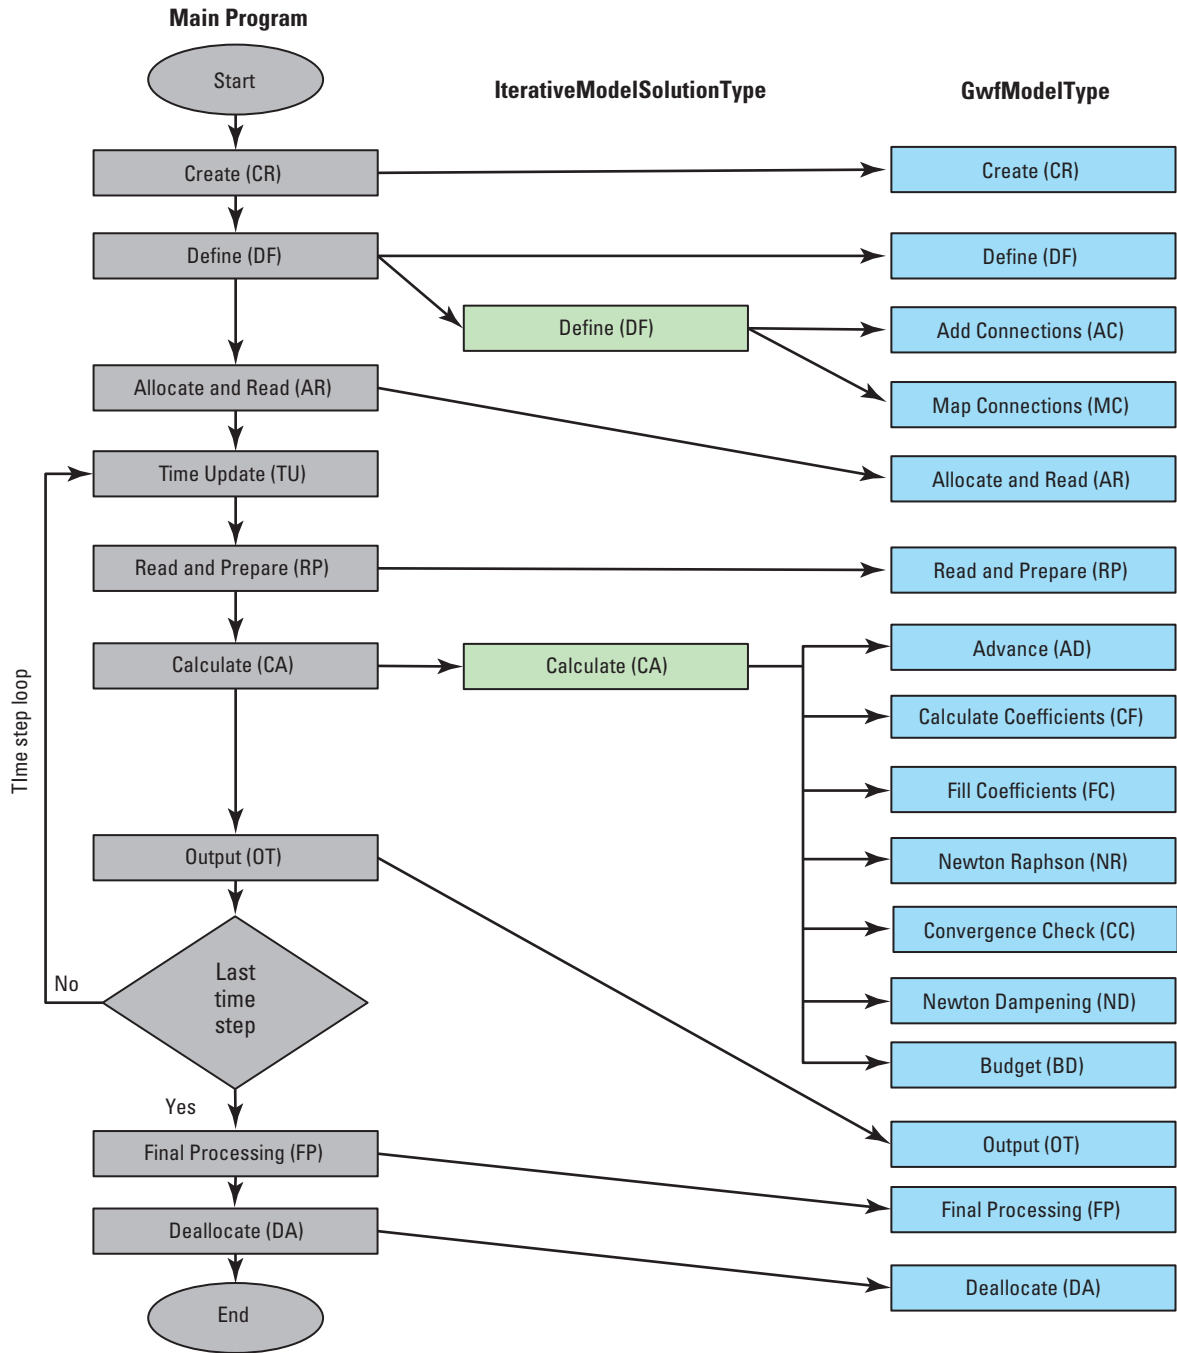 Main Program
Start
IterativeModelSolutionType
GwfModelType
Create (CR)
Create (CR)
Define (DF)
Define (DF)
Define (DF)
Add Connections (AC)
Allocate and Read (AR)
Map Connections (MC)
Time Update (TU)
Allocate and Read (AR)
Read and Prepare (RP)
Read and Prepare (RP)
Calculate (CA)
Calculate (CA)
Advance (AD)
TIme step loop
Calculate Coefficients (CF)
Fill Coefficients (FC)
Output (OT)
Newton Raphson (NR)
Convergence Check (CC)
Last
time
step
No
Newton Dampening (ND)
Budget (BD)
Yes
Final Processing (FP)
Output (OT)
Final Processing (FP)
Deallocate (DA)
Deallocate (DA)
End